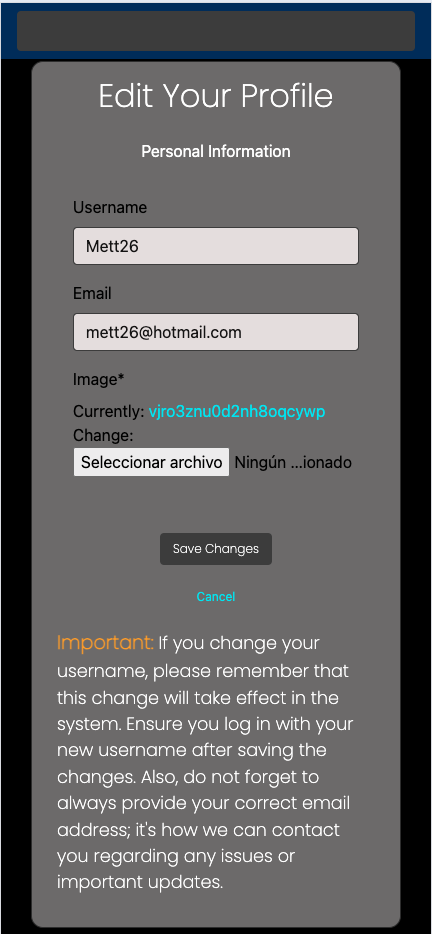 Edit Your Profile
Personal Information
Username
Mett26
Email
mett26@hotmail.com
Image*
Currently: vjro3znu0d2nh8oqcywp
Change:
Seleccionar archivo Ningún ...ionado
Save Changes
Cancel
Important: If you change your
username, please remember that
this change will take effect in the
system. Ensure you log in with your
new username after saving the
changes. Also, do not forget to
always provide your correct email
address; it's how we can contact
you regarding any issues or
important updates.